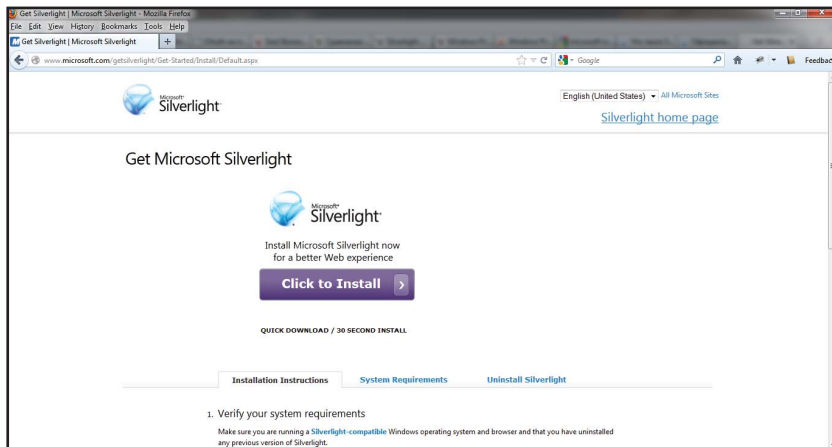 Get Silverlight | Microsoft Silverlight - Mozilla Firefox
File Edit View History Bookmarks Tools Help
Get Silverlight | Microsoft Silverlight +
www.microsoft.com/getsilverlight/Get-Started/Install/Default.aspx
Google
Feedbac
Microsoft®
Silverlight™
English (United States) All Microsoft Sites
Silverlight home page
Get Microsoft Silverlight
Microsoft®
Silverlight™
Install Microsoft Silverlight now
for a better Web experience
Click to Install
QUICK DOWNLOAD / 30 SECOND INSTALL
Installation Instructions System Requirements Uninstall Silverlight
1. Verify your system requirements
Make sure you are running a Silverlight-compatible Windows operating system and browser and that you have uninstalled
any previous version of Silverlight.